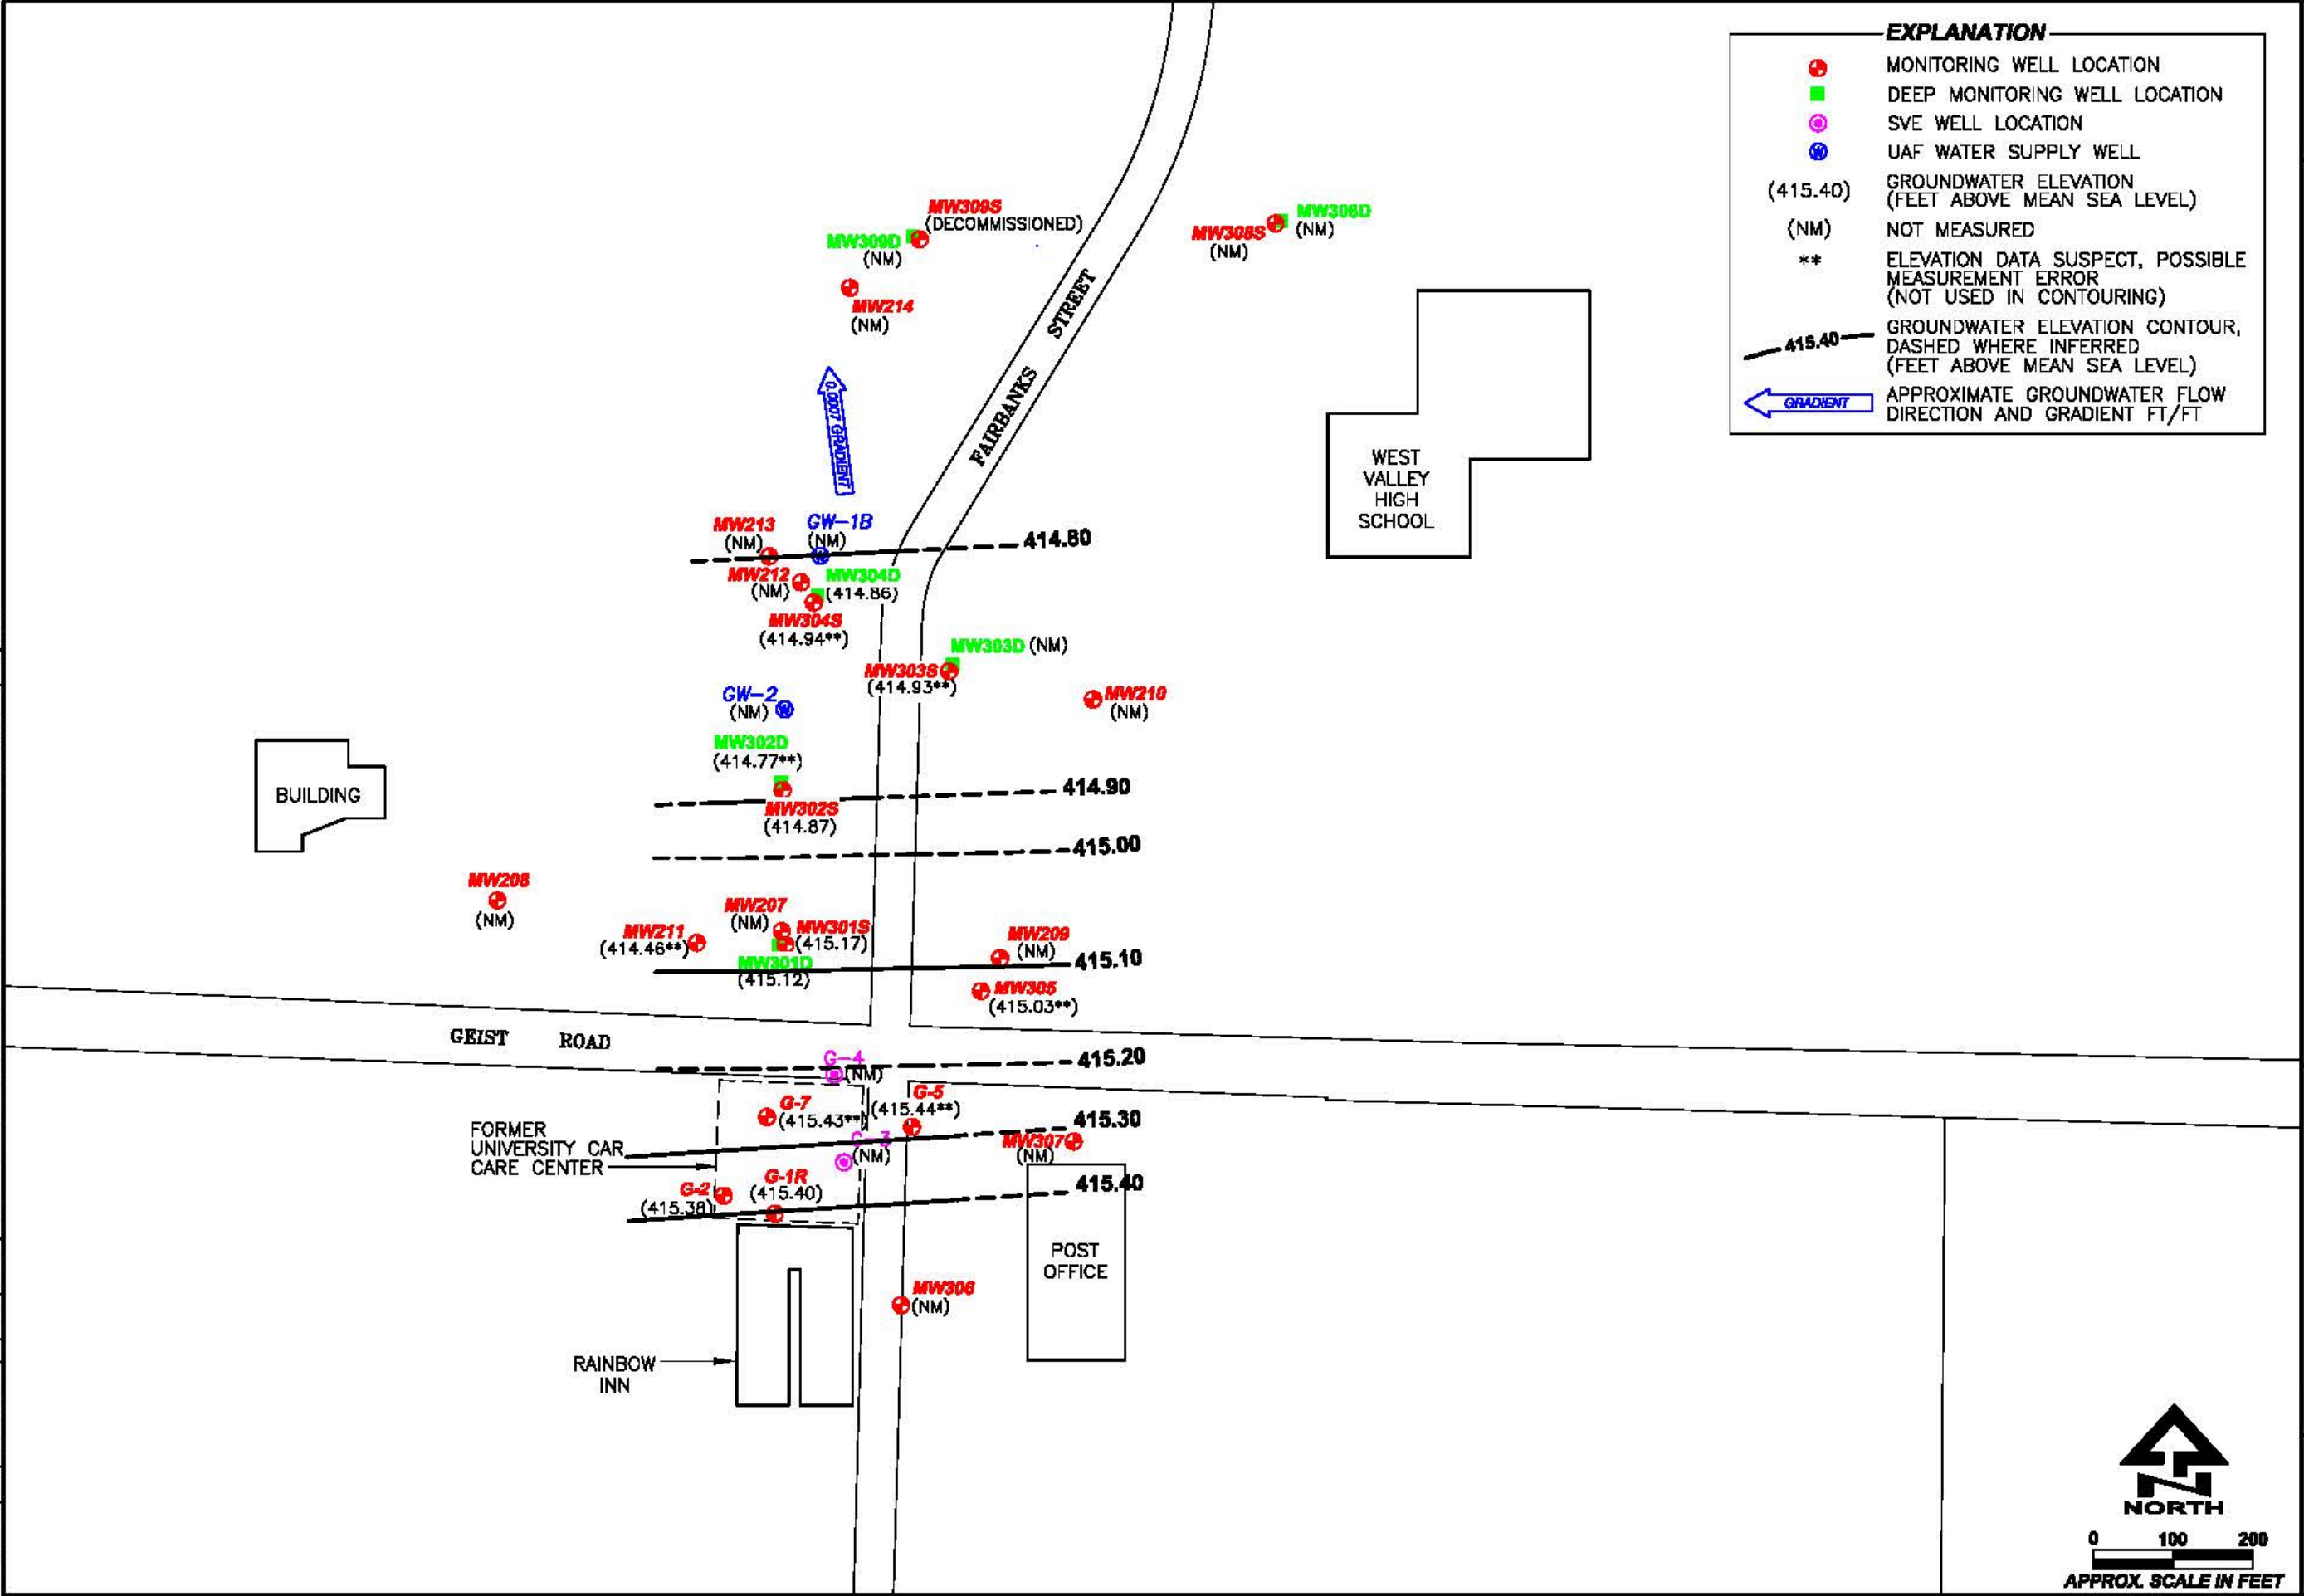 EXPLANATION
MONITORING WELL LOCATION
DEEP MONITORING WELL LOCATION
SVE WELL LOCATION
W
UAF WATER SUPPLY WELL
(415.40)
GROUNDWATER ELEVATION
(FEET ABOVE MEAN SEA LEVEL)
(NM)
NOT MEASURED
**
ELEVATION DATA SUSPECT, POSSIBLE
MEASUREMENT ERROR
(NOT USED IN CONTOURING)
415.40
GROUNDWATER ELEVATION CONTOUR,
DASHED WHERE INFERRED
(FEET ABOVE MEAN SEA LEVEL)
GRADIENT
APPROXIMATE GROUNDWATER FLOW
DIRECTION AND GRADIENT FT/FT
MW309S
(DECOMMISSIONED)
MW309D
(NM)
MW214
(NM)
MW308S
(NM)
MW308D
(NM)
FAIRBANKS STREET
0.0007 GRADIENT
WEST
VALLEY
HIGH
SCHOOL
MW213
(NM)
GW-1B
(NM)
W
414.80
MW212
(NM)
MW304D
(414.86)
MW304S
(414.94**)
MW303D (NM)
MW303S
(414.93**)
MW210
(NM)
GW-2
(NM)
W
MW302D
(414.77**)
414.90
MW302S
(414.87)
BUILDING
415.00
MW208
(NM)
MW207
(NM)
MW211
(414.46**)
MW301S
(415.17)
MW301D
(415.12)
MW209
(NM)
415.10
MW305
(415.03**)
GEIST ROAD
G-4
(NM)
415.20
G-7
(415.43**)
G-5
(415.44**)
415.30
MW307
(NM)
(NM)
FORMER
UNIVERSITY CAR
CARE CENTER
G-2
(415.38)
G-1R
(415.40)
415.40
POST
OFFICE
MW306
(NM)
RAINBOW
INN
NORTH
0 100 200
APPROX. SCALE IN FEET